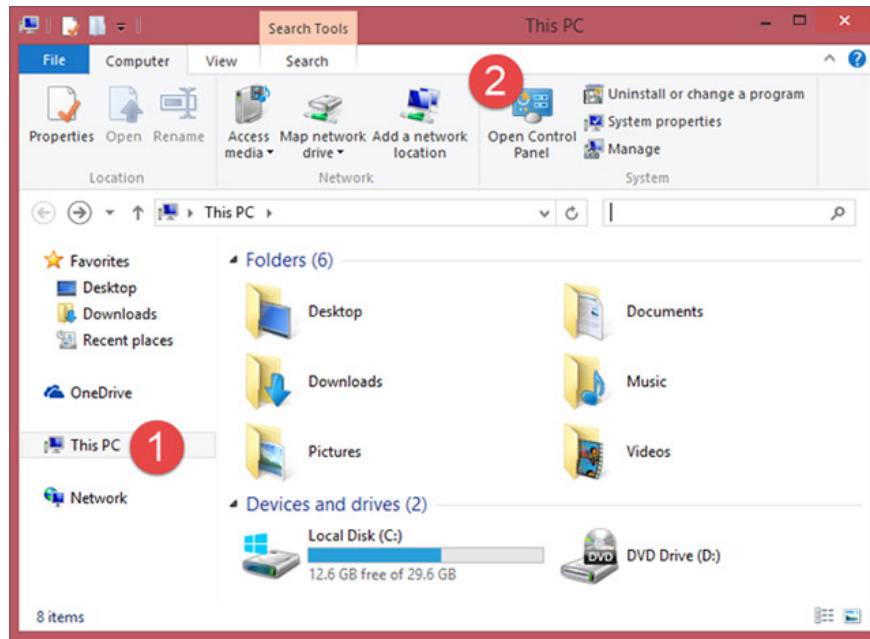 Search Tools
This PC
File
Computer
View
Search
2
Properties
Open
Rename
Access media
Map network drive
Add a network location
Open Control Panel
Uninstall or change a program
System properties
Manage
Location
Network
System
This PC
Favorites
Desktop
Downloads
Recent places
OneDrive
This PC
1
Network
Folders (6)
Desktop
Documents
Downloads
Music
Pictures
Videos
Devices and drives (2)
Local Disk (C:)
12.6 GB free of 29.6 GB
DVD
DVD Drive (D:)
8 items